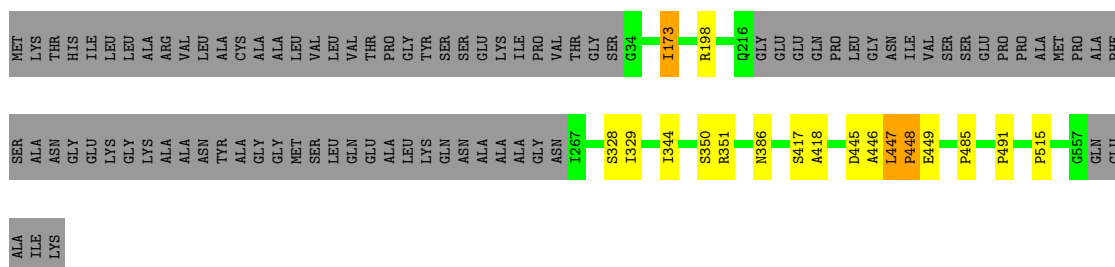 MET LYS THR HIS ILE LEU LEU ALA ARG VAL LEU ALA CYS ALA ALA LEU VAL LEU VAL THR PRO GLY TYR SER SER GLU LYS ILE PRO VAL THR GLY SER G34 I173 R198 Q216 GLY GLU GLU GLN PRO LEU GLY ASN ILE VAL SER SER GLU PRO PRO ALA MET PRO ALA PHE
SER ALA ASN GLY GLU LYS GLY LYS ALA ALA ASN TYR ALA GLY GLY MET SER LEU GLN GLU ALA LEU LYS GLN ASN ALA ALA ALA GLY ASN I267 S328 I329 I344 S350 R351 N386 S417 A418 D445 A446 L447 P448 E449 P485 P491 P515 G557 GLN GLU
ALA ILE LYS